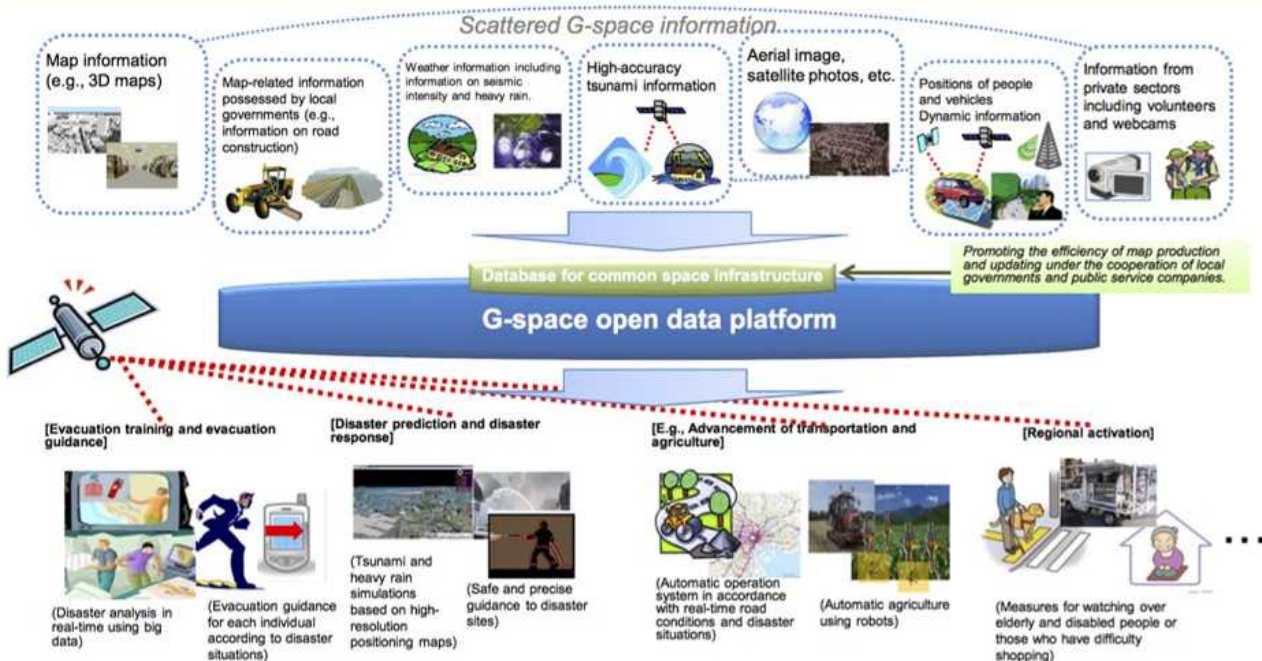 Scattered G-space information
Map information
(e.g., 3D maps)
Map-related information
possessed by local
governments (e.g.,
information on road
construction)
Weather information including
information on seismic
intensity and heavy rain.
High-accuracy
tsunami information
Aerial image,
satellite photos, etc.
Positions of people
and vehicles
Dynamic information
Information from
private sectors
including volunteers
and webcams
Promoting the efficiency of map production
and updating under the cooperation of local
governments and public service companies.
Database for common space infrastructure
G-space open data platform
[Evacuation training and evacuation
guidance]
(Disaster analysis in
real-time using big
data)
(Evacuation guidance
for each individual
according to disaster
situations)
[Disaster prediction and disaster
response]
(Tsunami and
heavy rain
simulations
based on high-
resolution
positioning maps)
(Safe and precise
guidance to disaster
sites)
[E.g., Advancement of transportation and
agriculture]
(Automatic operation
system in accordance
with real-time road
conditions and disaster
situations)
(Automatic agriculture
using robots)
[Regional activation]
(Measures for watching over
elderly and disabled people or
those who have difficulty
shopping)
...